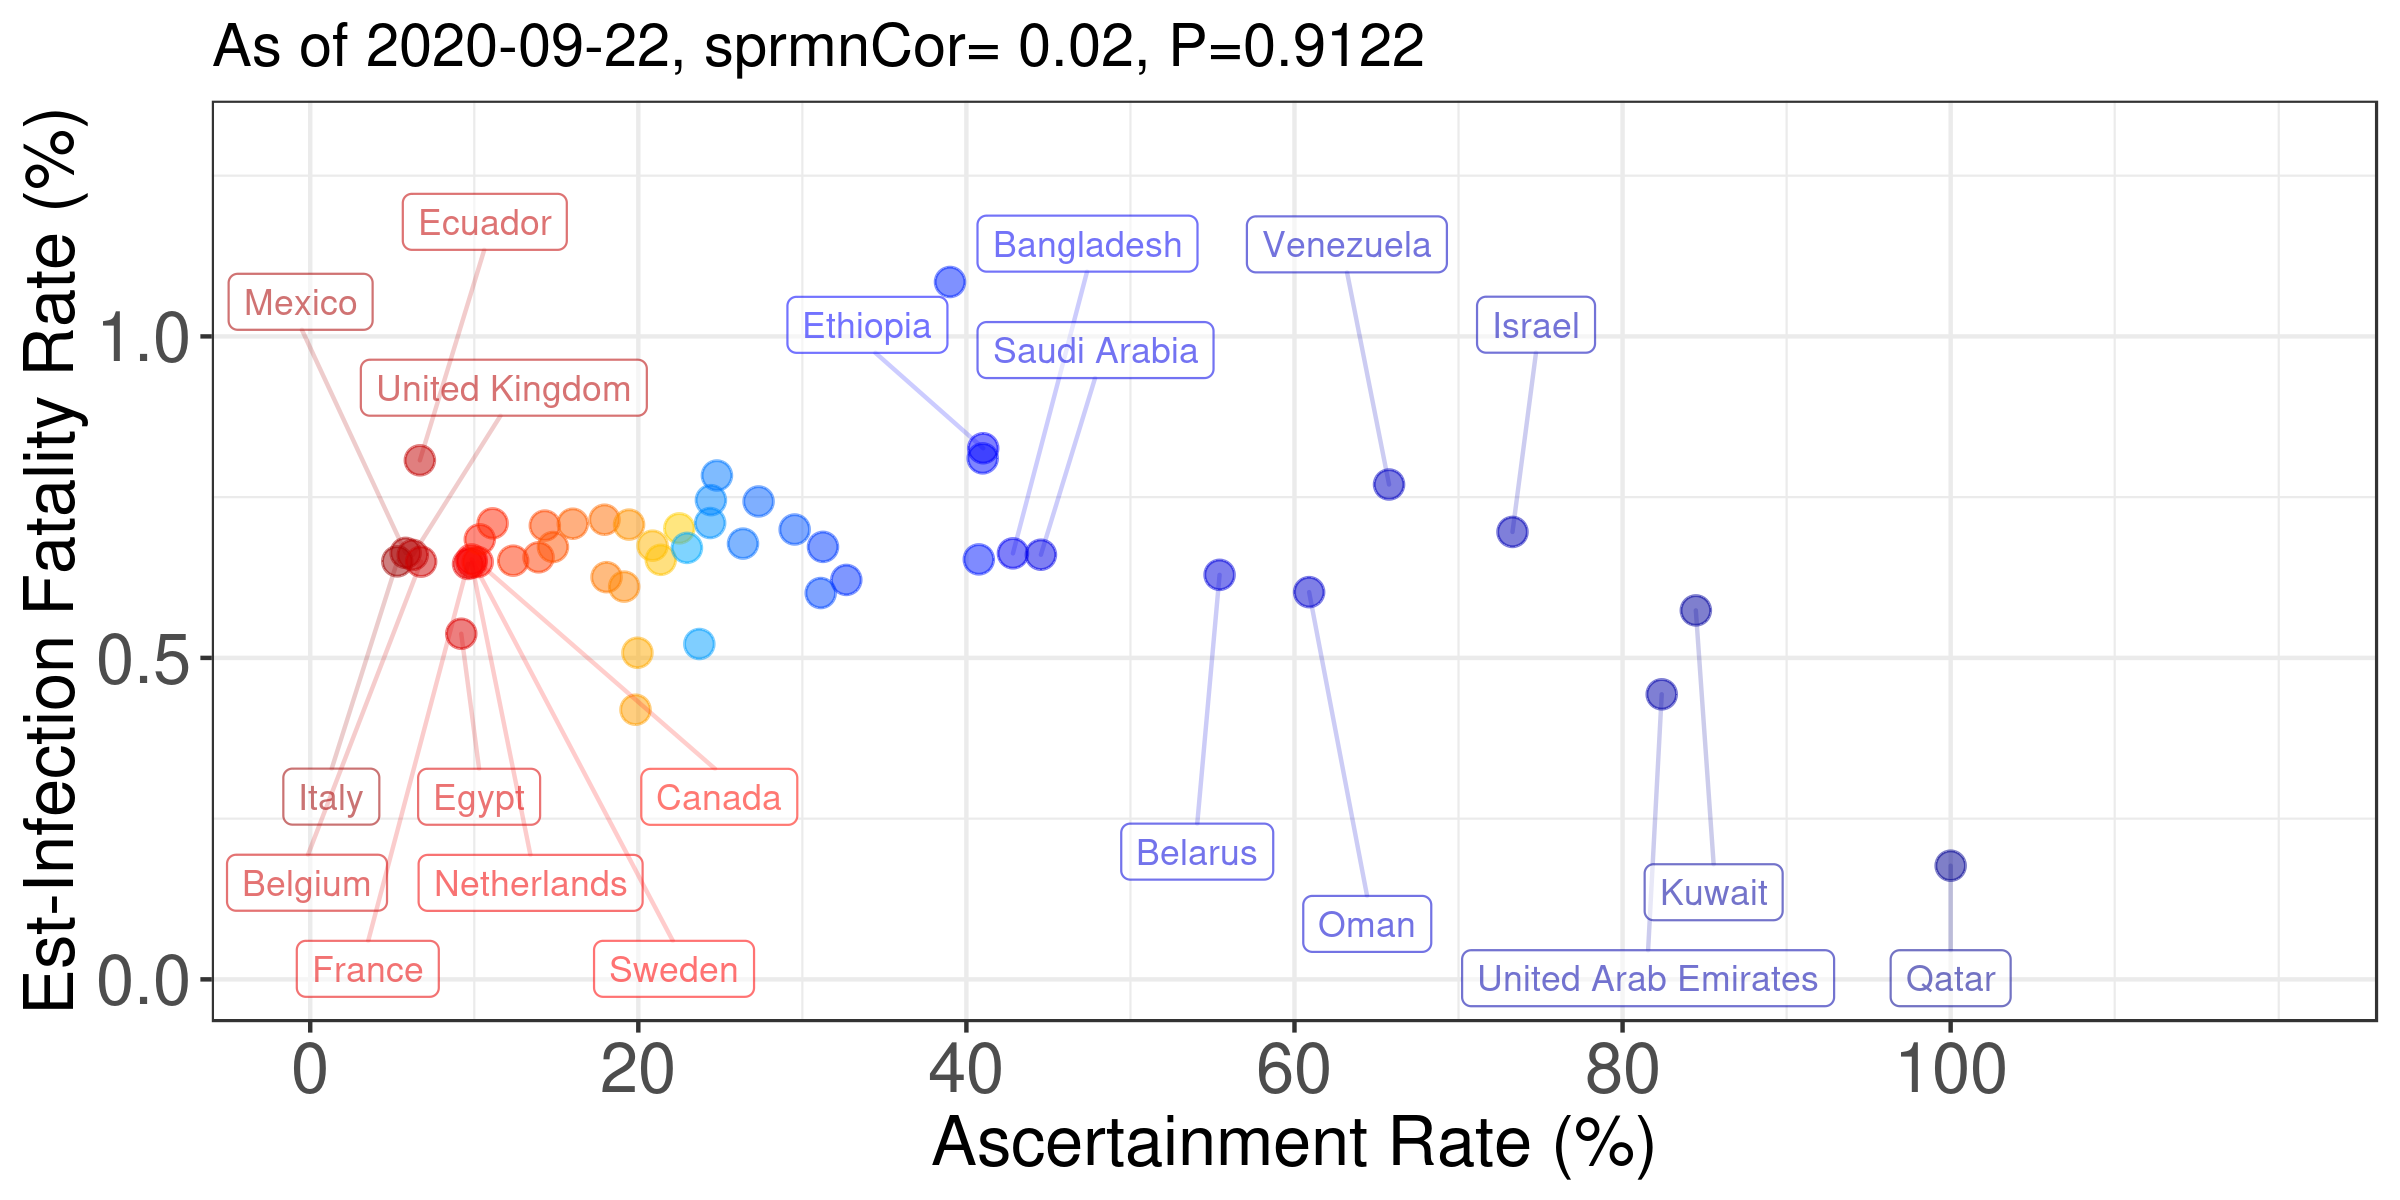 As of 2020-09-22, sprmnCor= 0.02, P=0.9122
Est-Infection Fatality Rate (%)
1.0
0.5
0.0
Ecuador
Mexico
United Kingdom
Bangladesh
Venezuela
Ethiopia
Saudi Arabia
Israel
Italy
Egypt
Canada
Belgium
Netherlands
France
Sweden
Belarus
Oman
Kuwait
United Arab Emirates
Qatar
0
20
40
60
80
100
Ascertainment Rate (%)